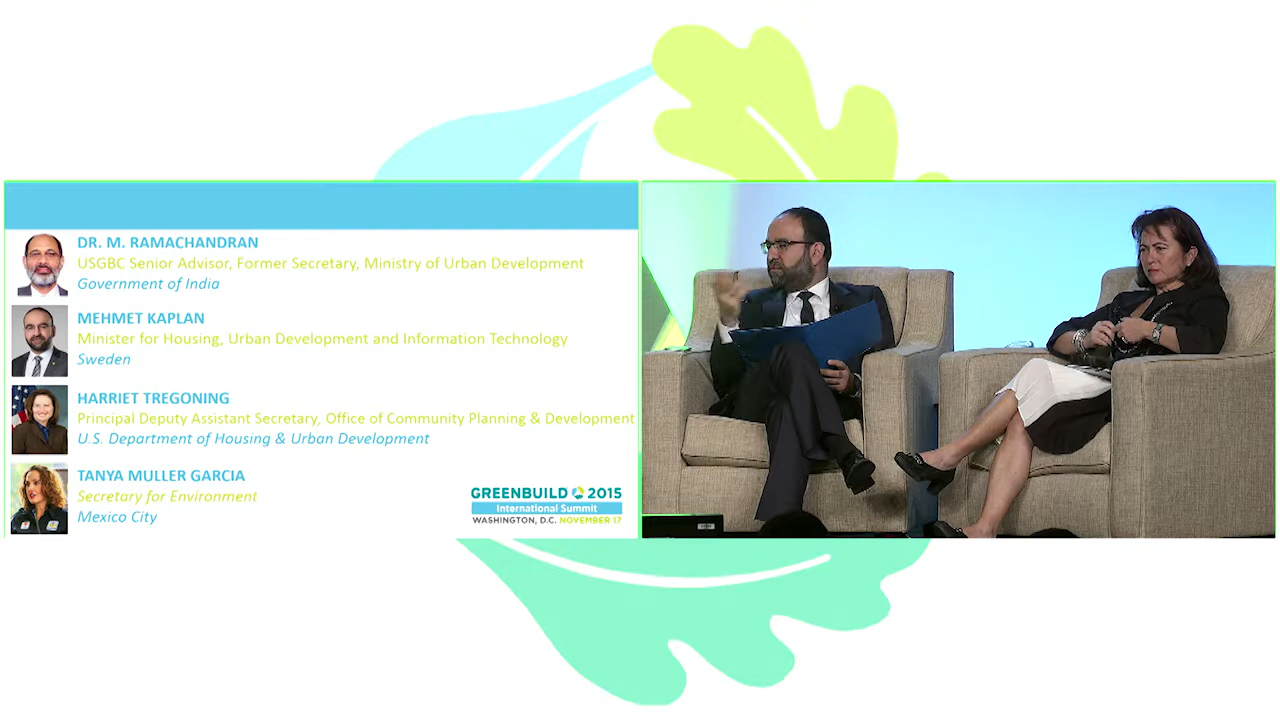 DR. M. RAMACHANDRAN
USGBC Senior Advisor, Former Secretary, Ministry of Urban Development
Government of India
MEHMET KAPLAN
Minister for Housing, Urban Development and Information Technology
Sweden
HARRIET TREGONING
Principal Deputy Assistant Secretary, Office of Community Planning & Development
U.S. Department of Housing & Urban Development
TANYA MULLER GARCIA
Secretary for Environment
Mexico City
GREENBUILD 2015
International Summit
WASHINGTON, D.C. NOVEMBER 17